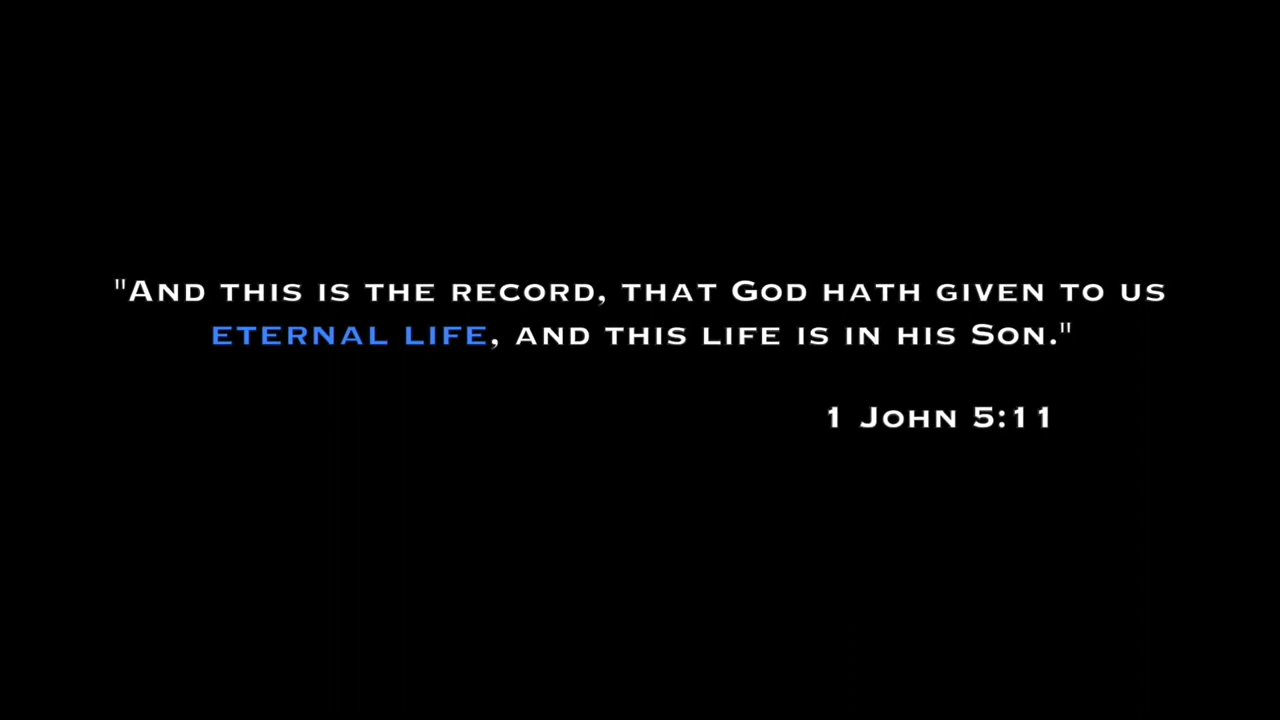 "And this is the record, that God hath given to us
eternal life, and this life is in his Son."
1 John 5:11